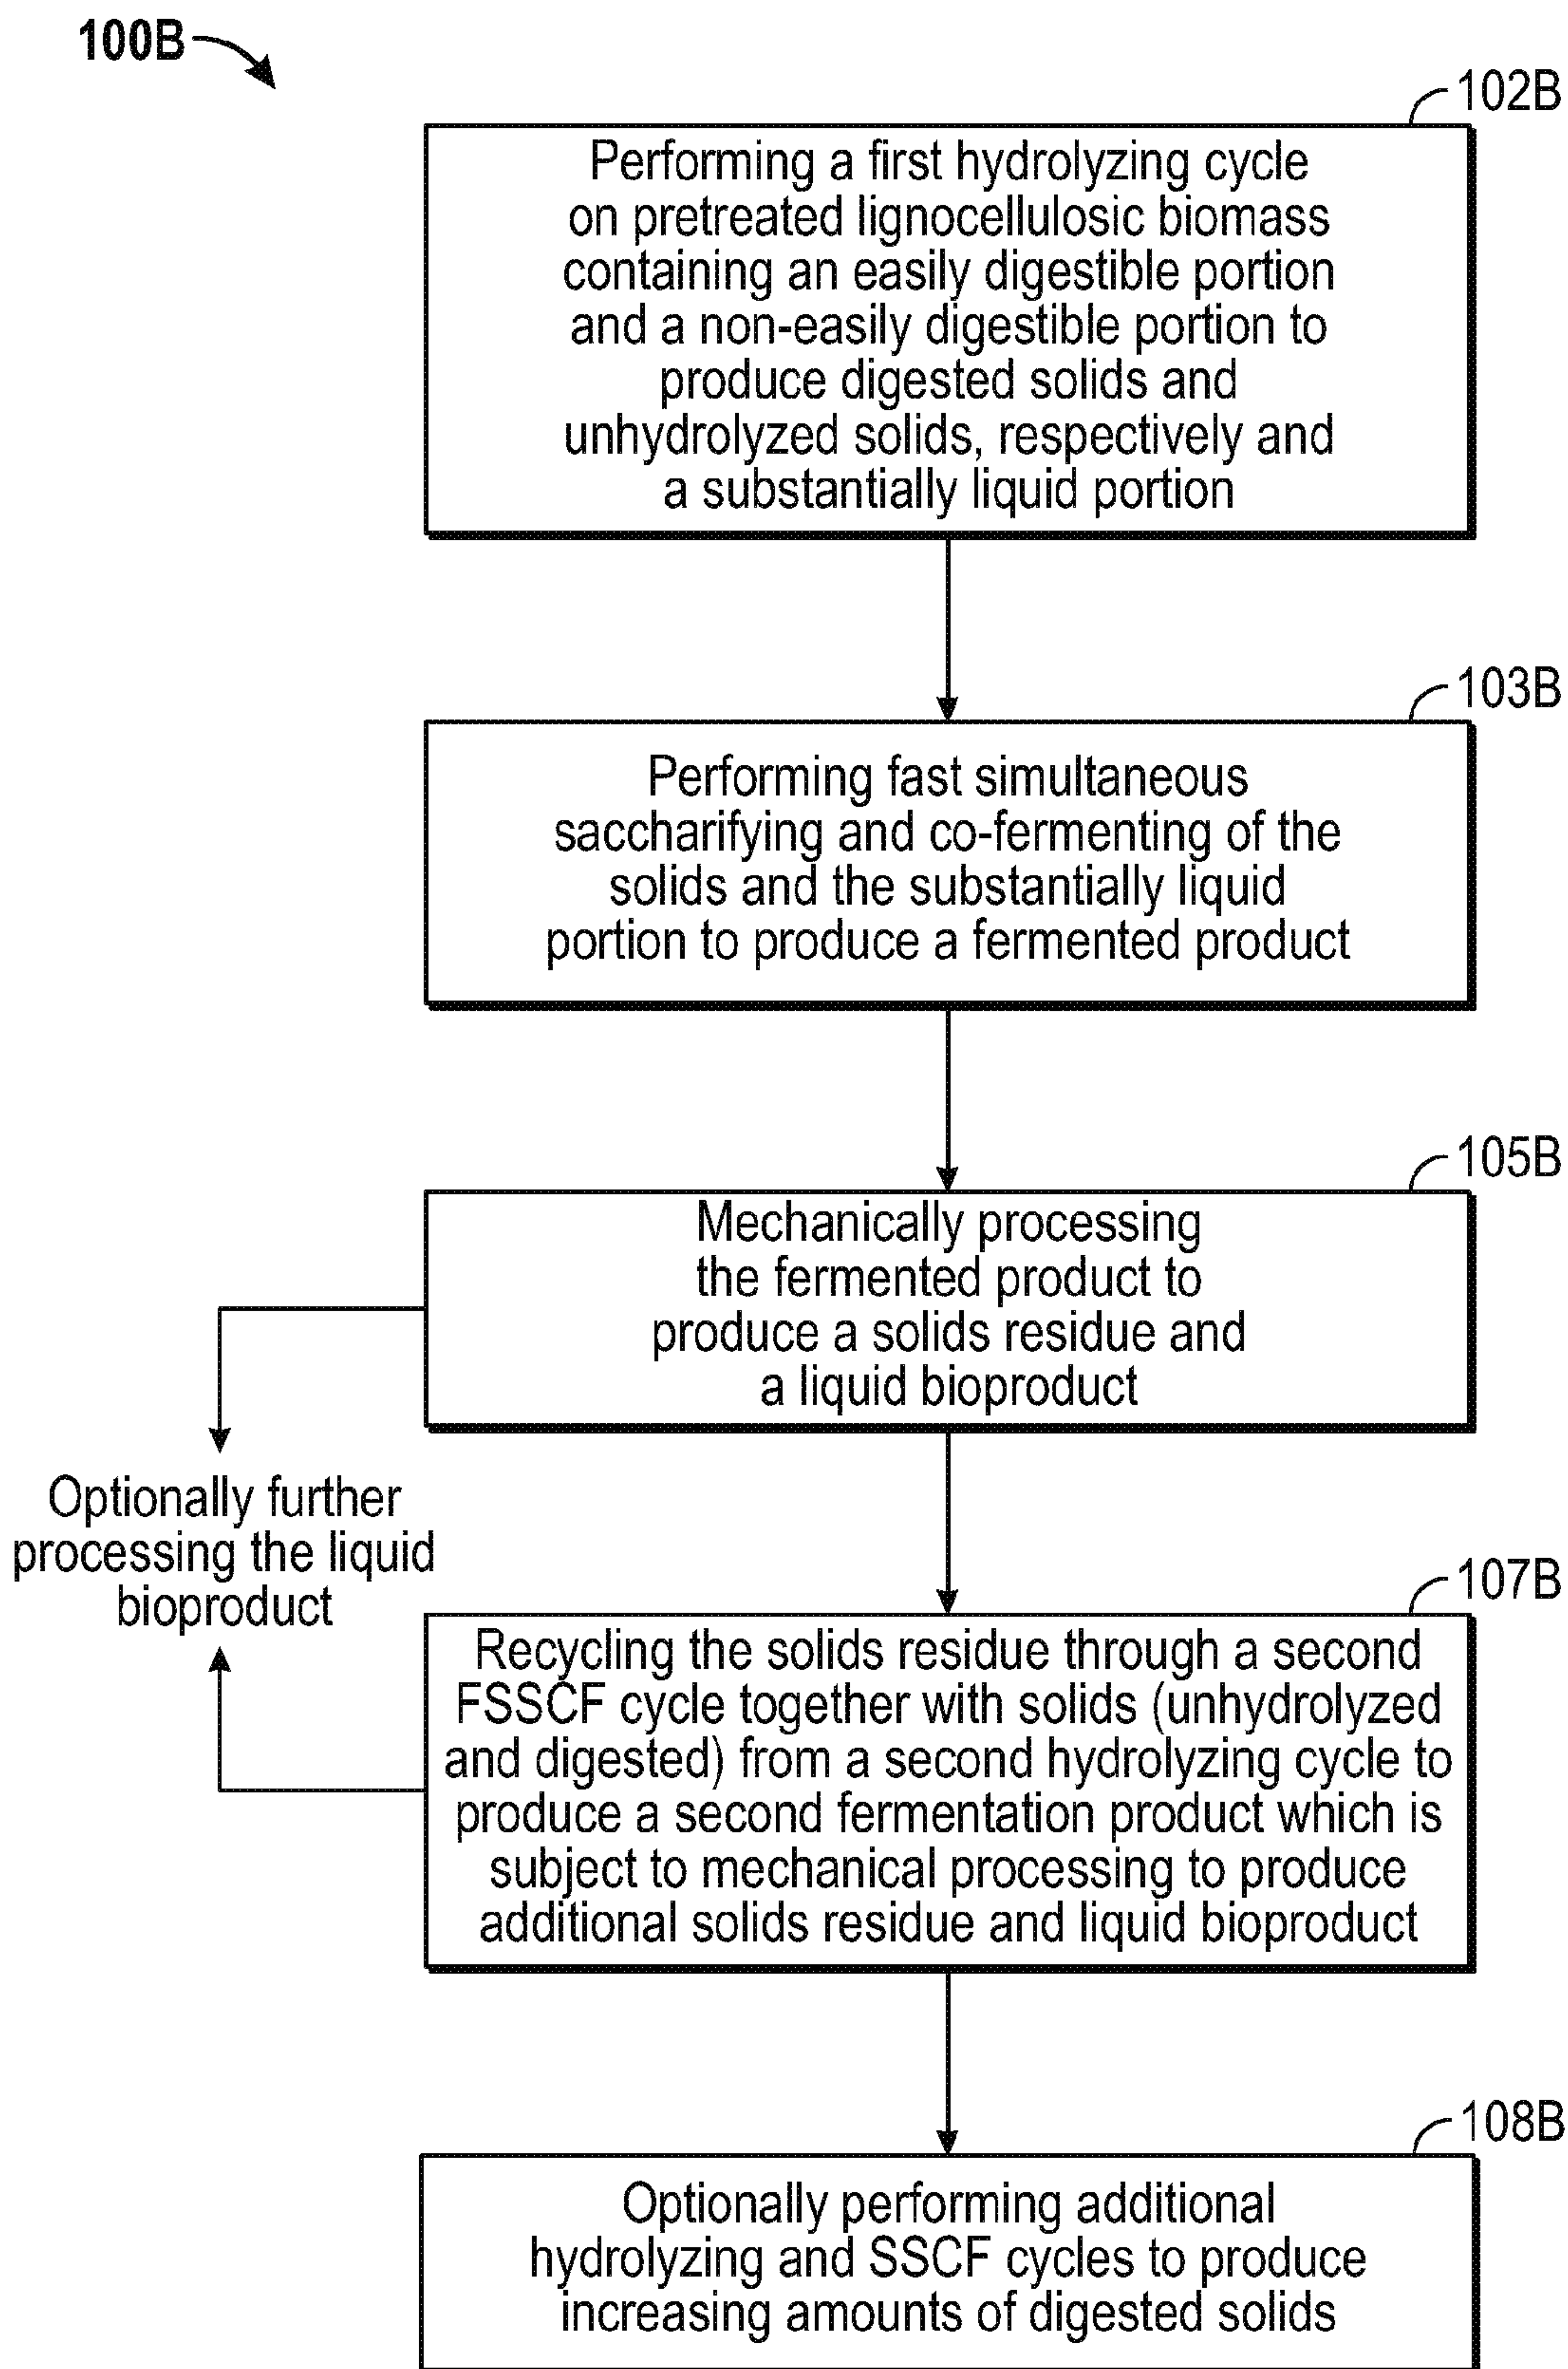 100B
102B
Performing a first hydrolyzing cycle
on pretreated lignocellulosic biomass
containing an easily digestible portion
and a non-easily digestible portion to
produce digested solids and
unhydrolyzed solids, respectively and
a substantially liquid portion
103B
Performing fast simultaneous
saccharifying and co-fermenting of the
solids and the substantially liquid
portion to produce a fermented product
105B
Mechanically processing
the fermented product to
produce a solids residue and
a liquid bioproduct
Optionally further
processing the liquid
bioproduct
107B
Recycling the solids residue through a second
FSSCF cycle together with solids (unhydrolyzed
and digested) from a second hydrolyzing cycle to
produce a second fermentation product which is
subject to mechanical processing to produce
additional solids residue and liquid bioproduct
108B
Optionally performing additional
hydrolyzing and SSCF cycles to produce
increasing amounts of digested solids